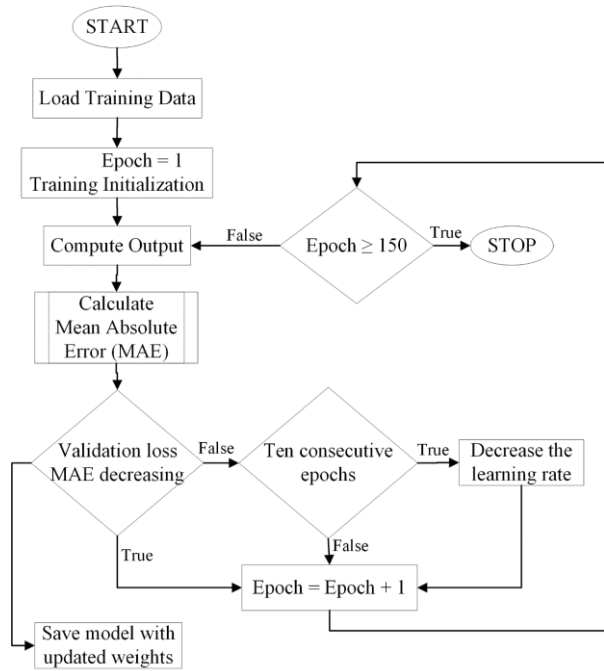 START
Load Training Data
Epoch = 1
Training Initialization
Compute Output
False
Epoch ≥ 150
True
STOP
Calculate
Mean Absolute
Error (MAE)
Validation loss
MAE decreasing
False
Ten consecutive
epochs
True
Decrease the
learning rate
True
False
Epoch = Epoch + 1
Save model with
updated weights